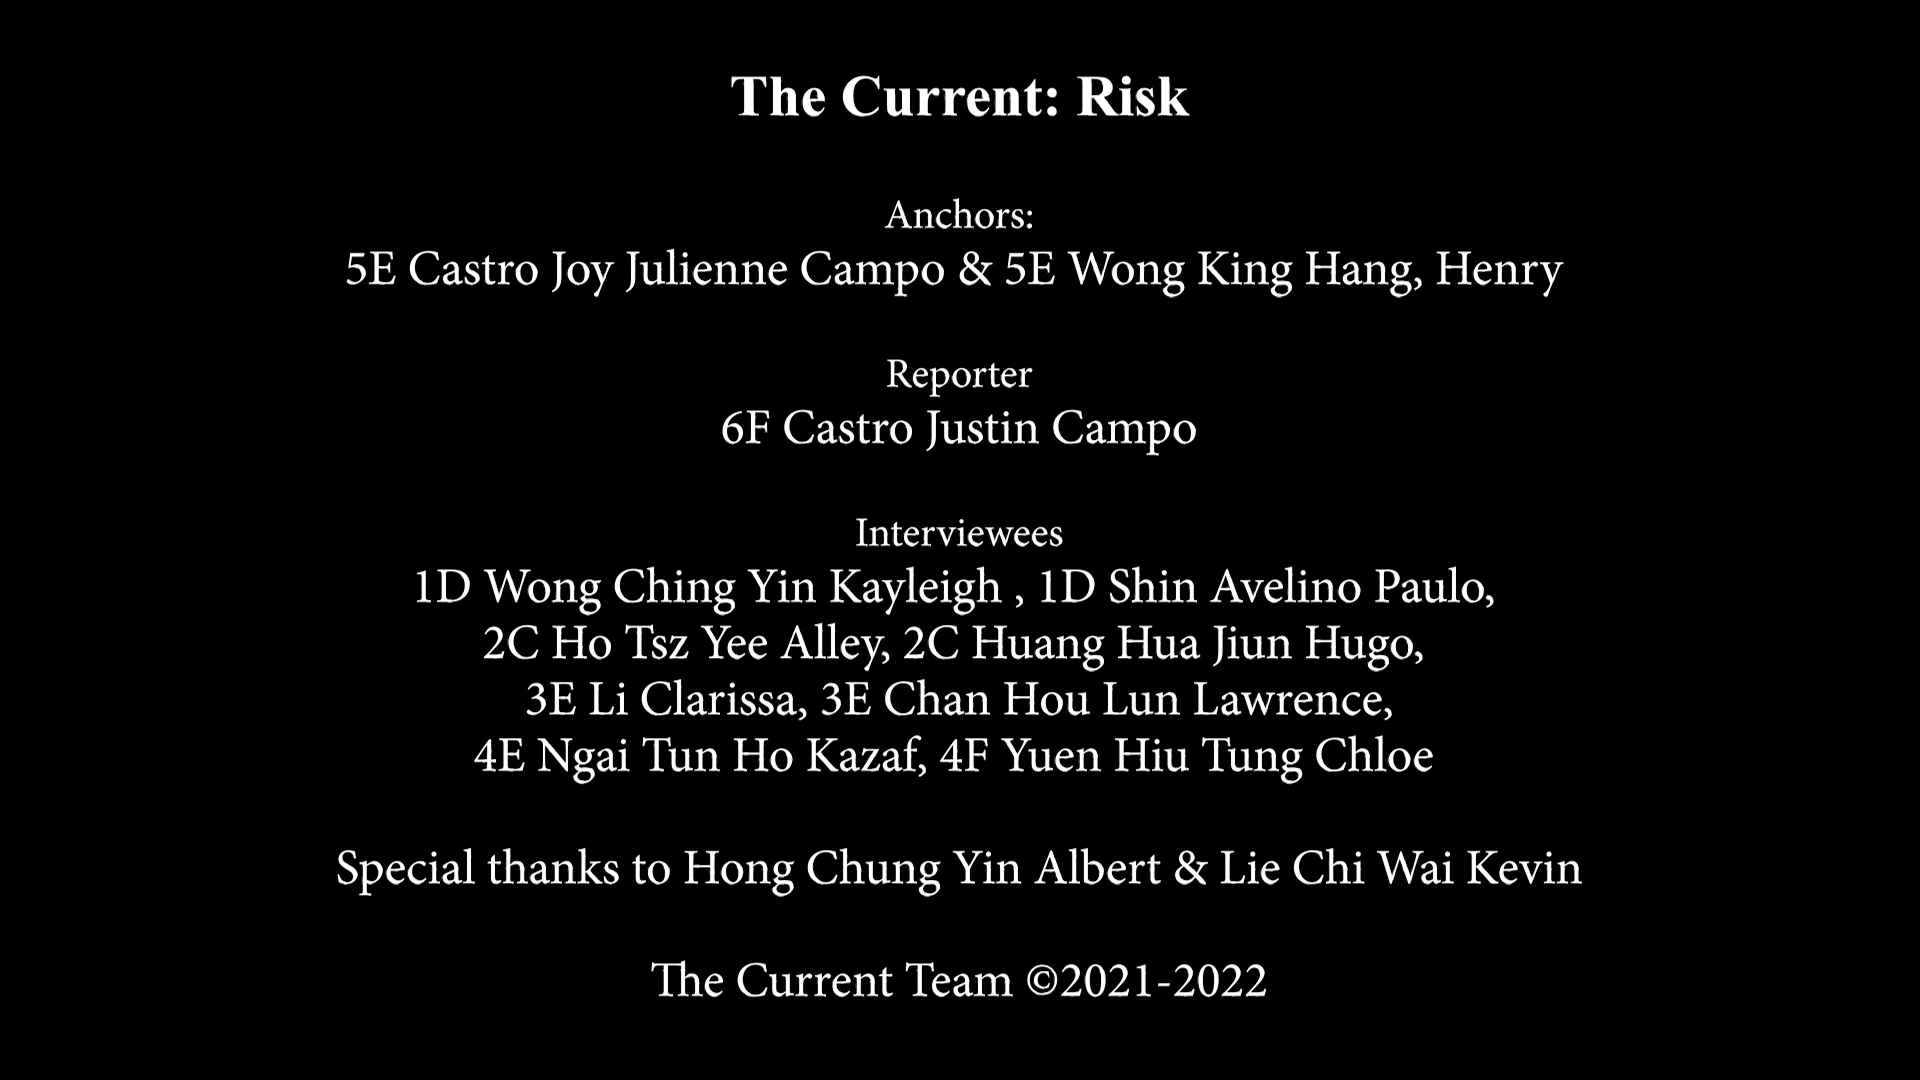 The Current: Risk
Anchors:
5E Castro Joy Julienne Campo & 5E Wong King Hang, Henry
Reporter
6F Castro Justin Campo
Interviewees
1D Wong Ching Yin Kayleigh , 1D Shin Avelino Paulo,
2C Ho Tsz Yee Alley, 2C Huang Hua Jiun Hugo,
3E Li Clarissa, 3E Chan Hou Lun Lawrence,
4E Ngai Tun Ho Kazaf, 4F Yuen Hiu Tung Chloe
Special thanks to Hong Chung Yin Albert & Lie Chi Wai Kevin
The Current Team ©2021-2022